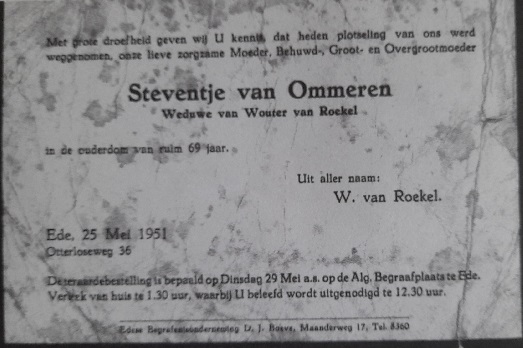 Met grote droefheid geven wij U kennis, dat heden plotseling van ons werd
weggenomen, onze lieve zorgzame Moeder, Behuwd-, Groot- en Overgrootmoeder
Steventje van Ommeren
Weduwe van Wouter van Roekel
in de ouderdom van ruim 69 jaar.
Uit aller naam:
W. van Roekel.
Ede, 25 Mei 1951
Otterloseweg 36
De teraardebestelling is bepaald op Dinsdag 29 Mei a.s. op de Alg. Begraafplaats te Ede.
Vertrek van huis te 1.30 uur, waarbij U beleefd wordt uitgenodigd te 12.30 uur.
Edese Begrafenisonderneming D. J. Bueve, Maanderweg 17, Tel. 8360